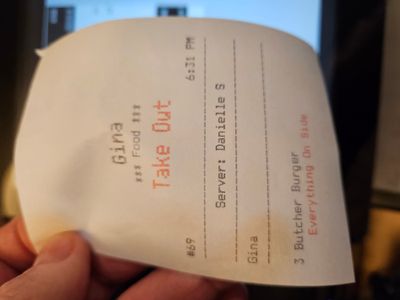 Gina
*** Food ***
Take Out
#69 6:31 PM
Server: Danielle S
Gina
3 Butcher Burger
Everything On Side